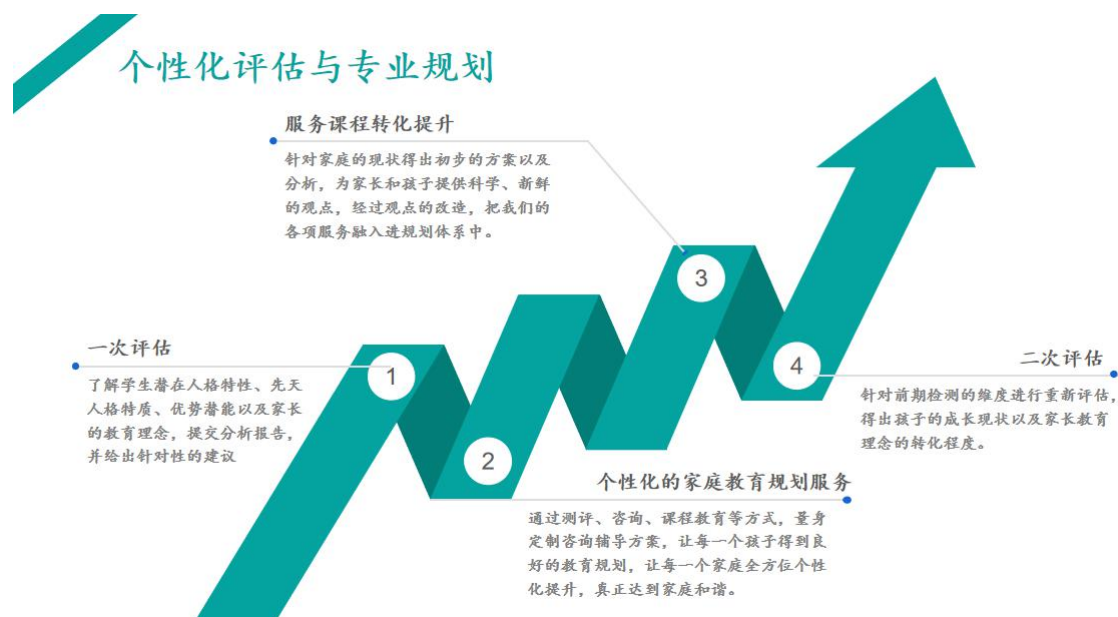 个性化评估与专业规划
服务课程转化提升
针对家庭的现状得出初步的方案以及
分析，为家长和孩子提供科学、新鲜
的观点，经过观点的改造，把我们的
各项服务融入进规划体系中。
3
一次评估
1
了解学生潜在人格特性、先天
人格特质、优势潜能以及家长
的教育理念，提交分析报告，
并给出针对性的建议
4
二次评估
针对前期检测的维度进行重新评估，
得出孩子的成长现状以及家长教育
理念的转化程度。
2
个性化的家庭教育规划服务
通过测评、咨询、课程教育等方式，量身
定制咨询辅导方案，让每一个孩子得到良
好的教育规划，让每一个家庭全方位个性
化提升，真正达到家庭和谐。